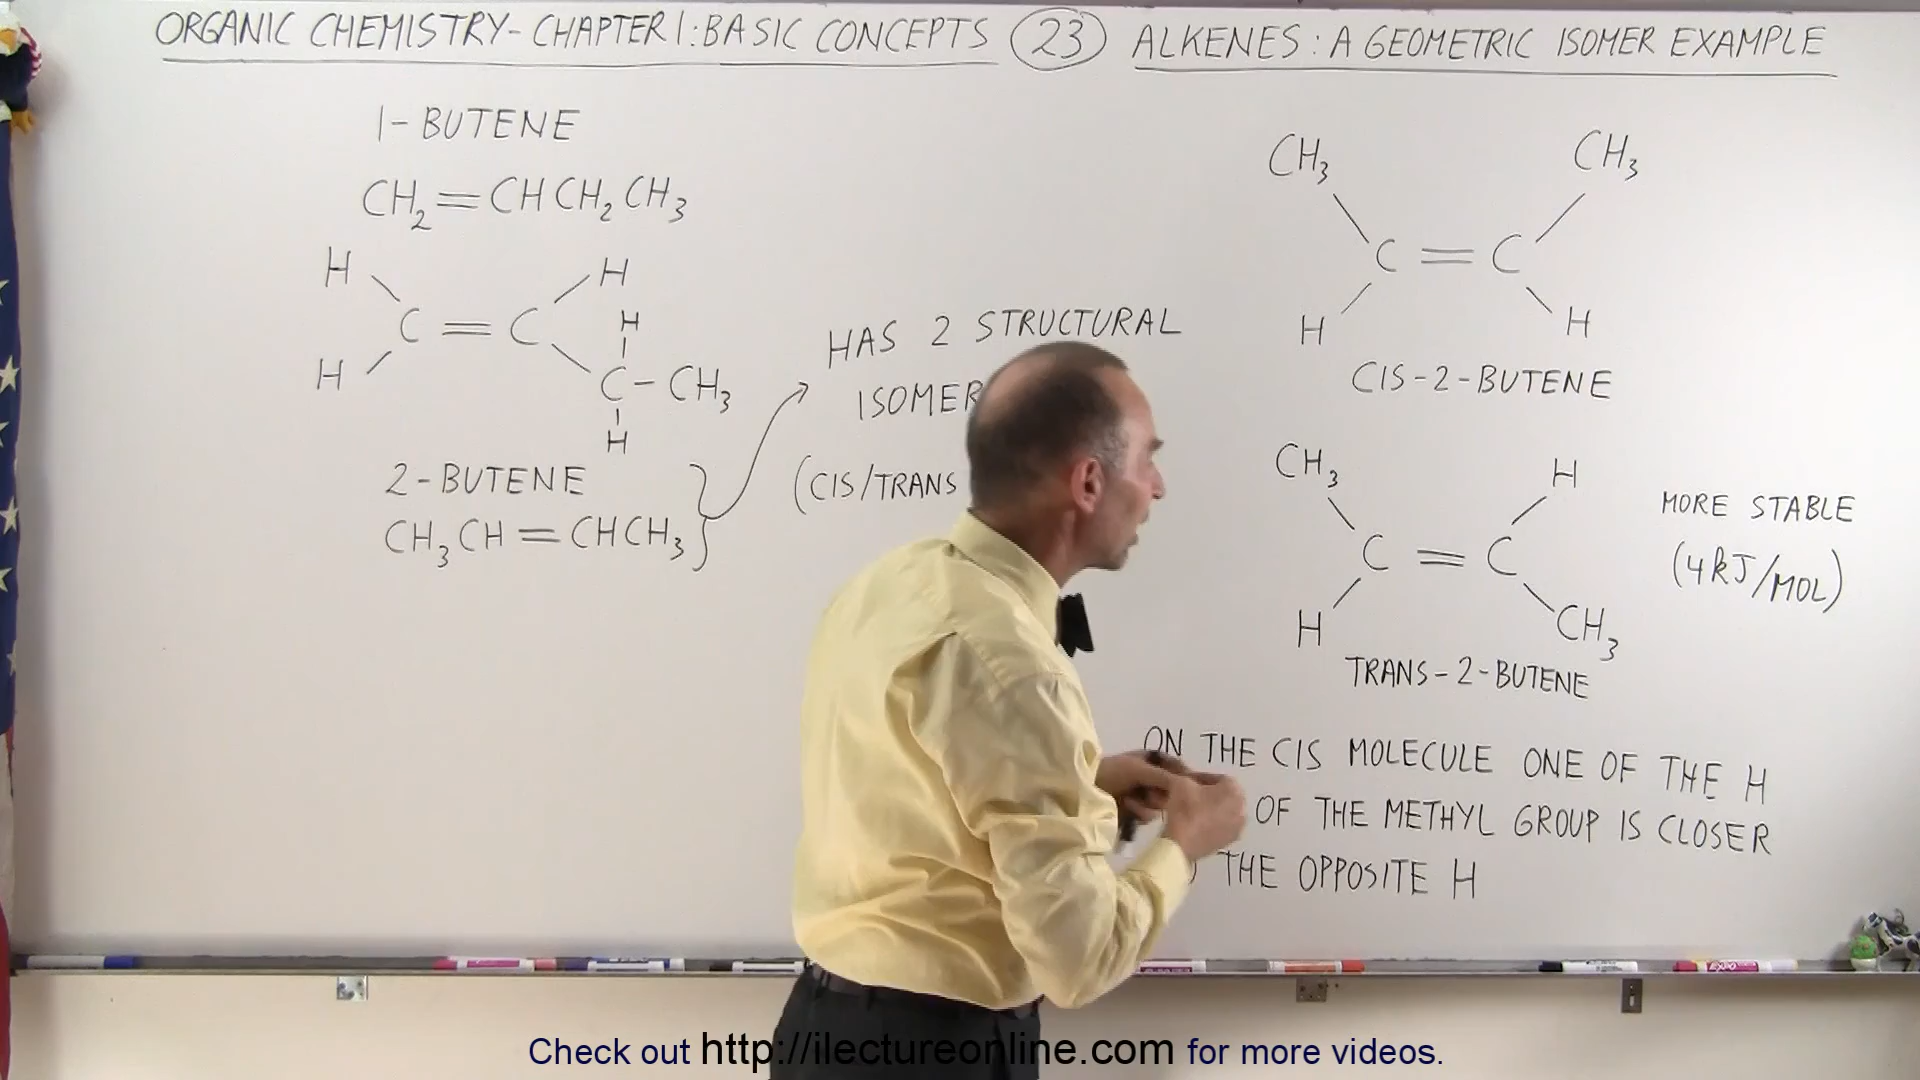 ORGANIC CHEMISTRY - CHAPTER 1: BASIC CONCEPTS 23 ALKENES: A GEOMETRIC ISOMER EXAMPLE
1-BUTENE
CH₂=CHCH₂CH₃
H H
C = C H
H C-CH₃
H
2-BUTENE
CH₃CH=CHCH₃
HAS 2 STRUCTURAL
ISOMER
(CIS/TRANS
CH₃ CH₃
C = C
H H
CIS-2-BUTENE
CH₃ H
C = C
H CH₃
TRANS-2-BUTENE
MORE STABLE
(4kJ/MOL)
ON THE CIS MOLECULE ONE OF THE H
OF THE METHYL GROUP IS CLOSER
THE OPPOSITE H
EXPO
Check out http://ilectureonline.com for more videos.